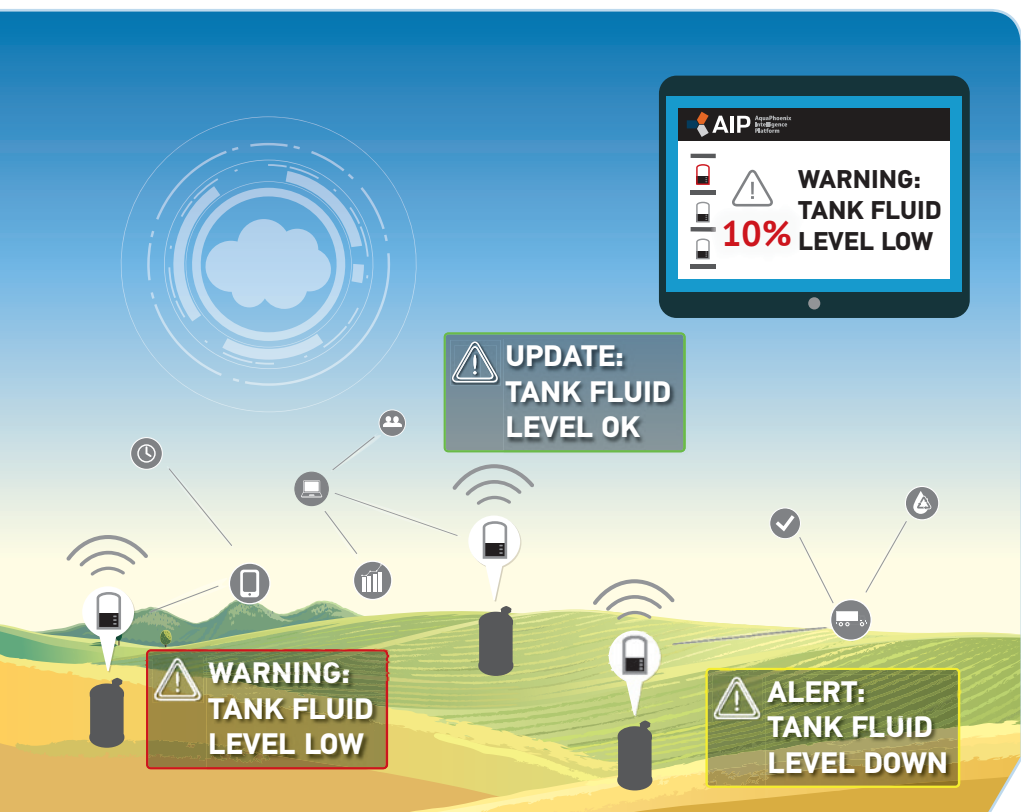 AIP
AquaPhoenix
Intelligence
Platform
WARNING:
TANK FLUID
LEVEL LOW
10%
UPDATE:
TANK FLUID
LEVEL OK
WARNING:
TANK FLUID
LEVEL LOW
ALERT:
TANK FLUID
LEVEL DOWN